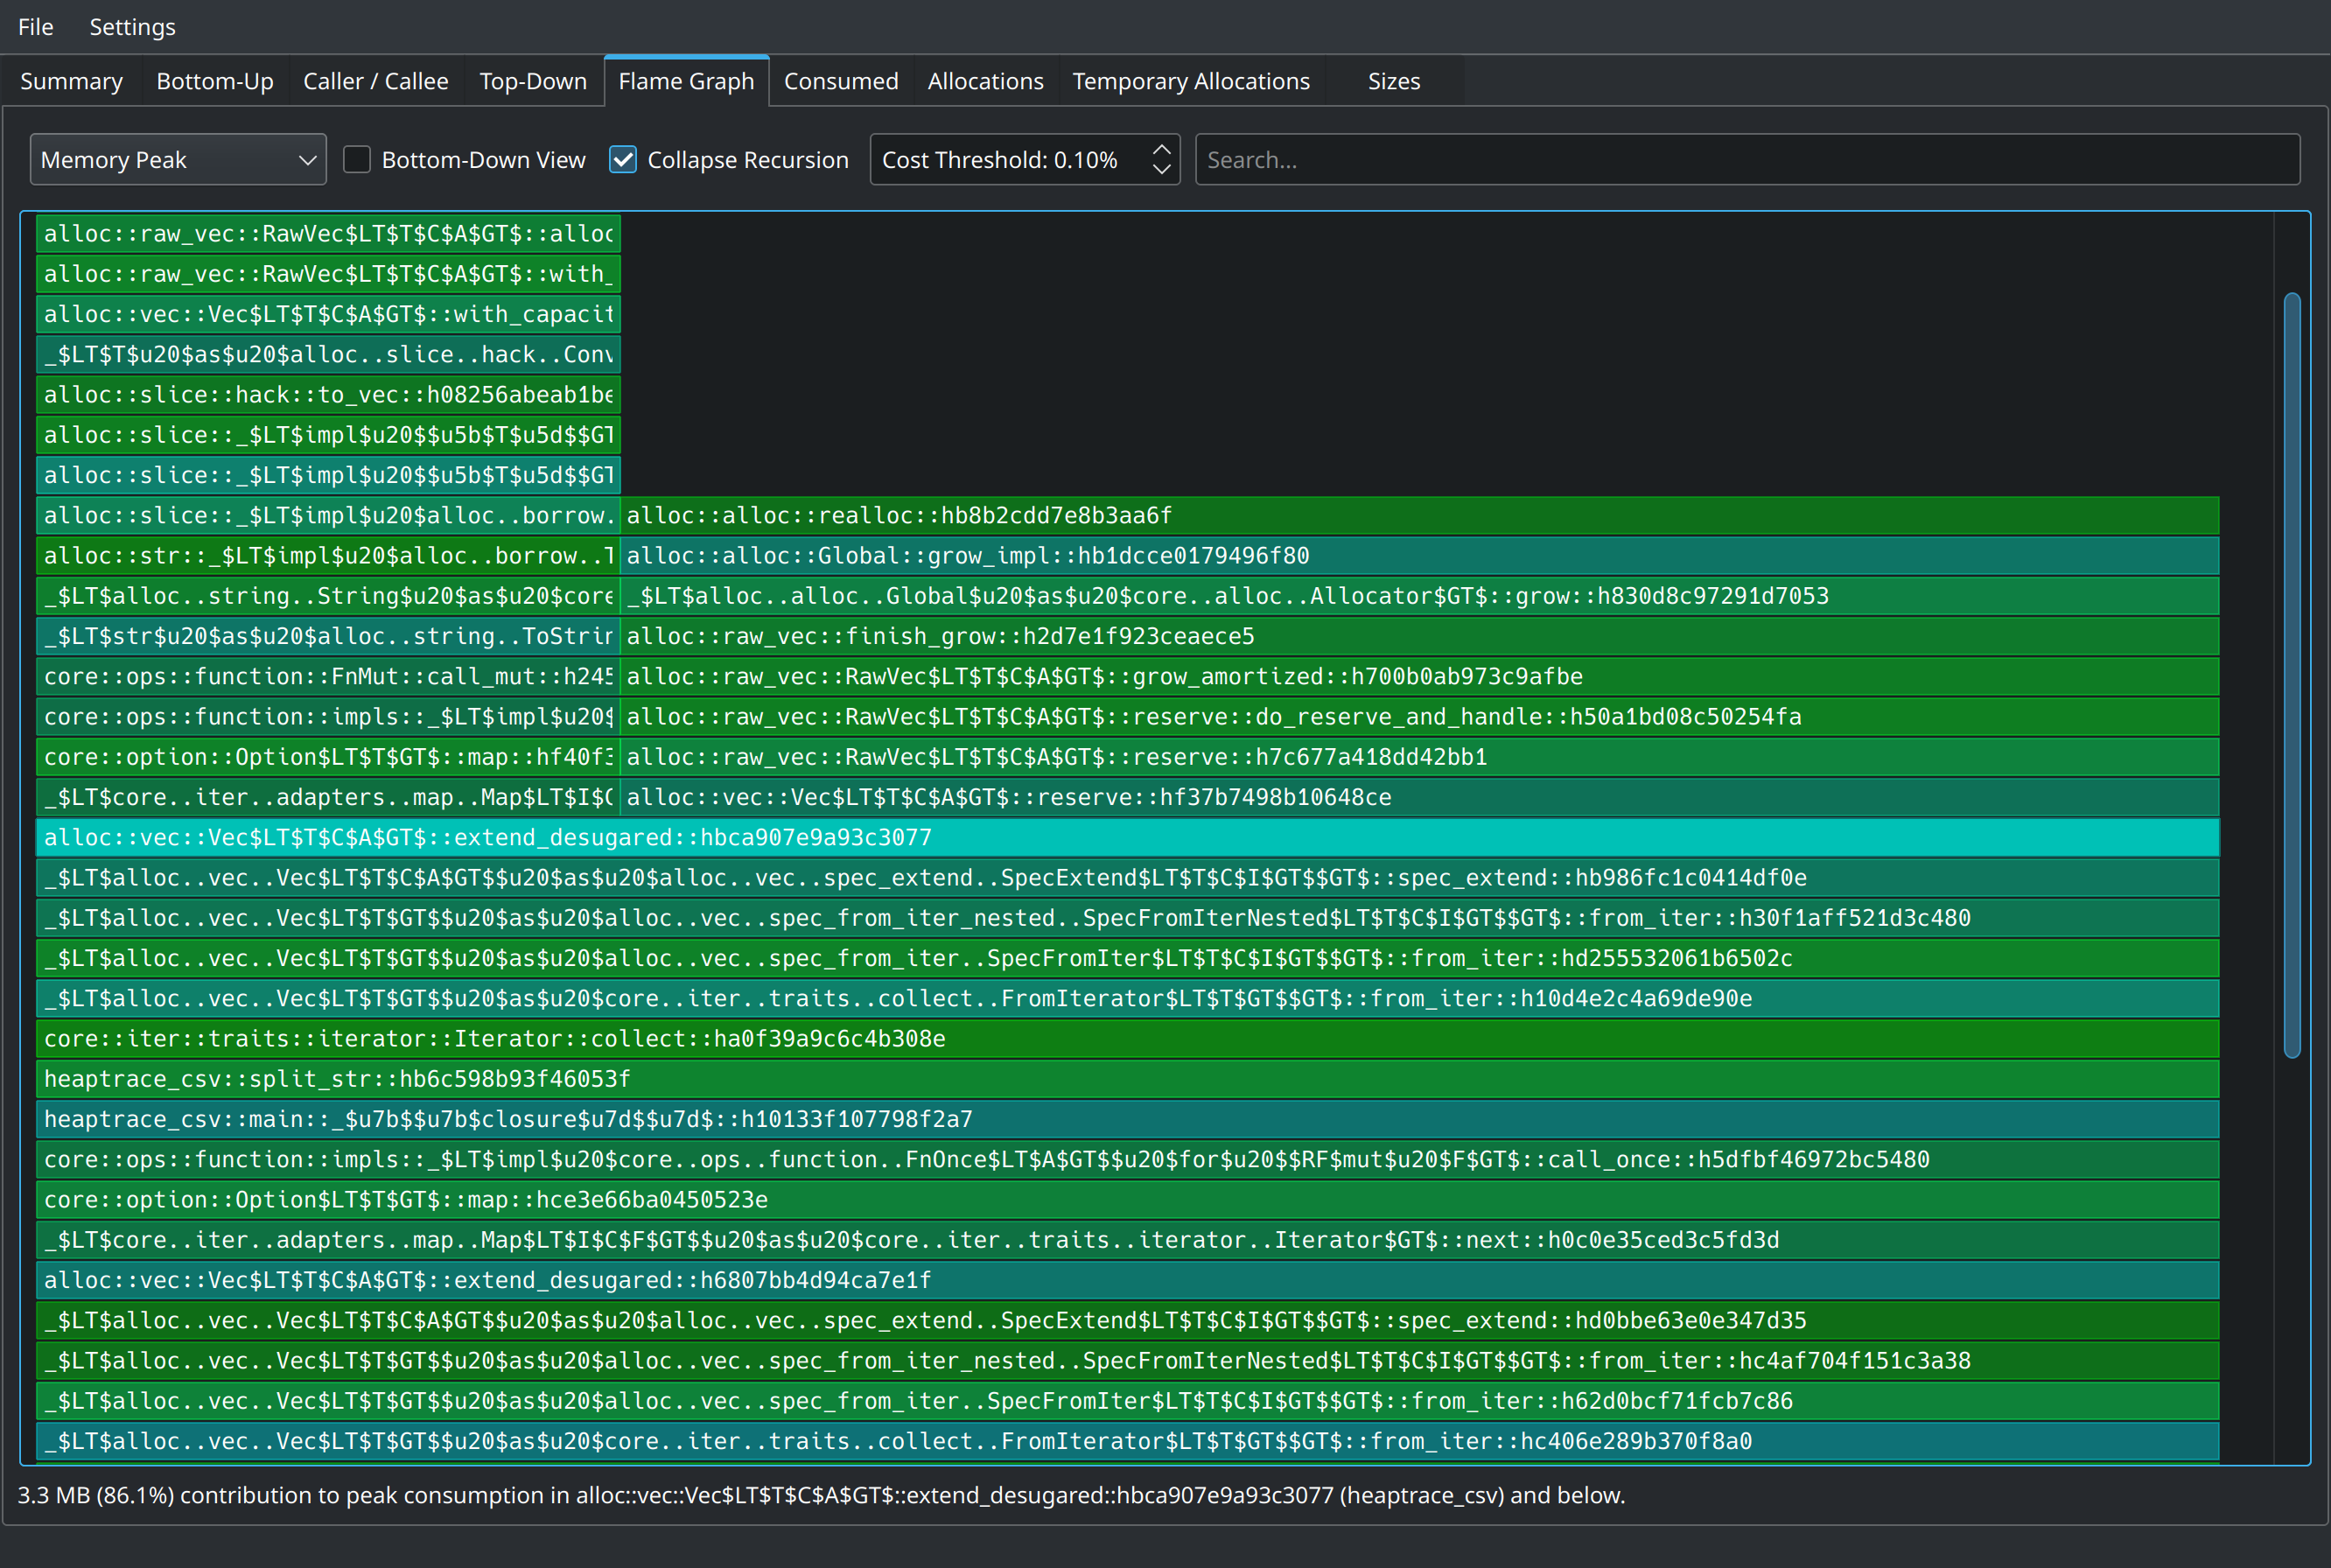 File Settings
Summary Bottom-Up Caller / Callee Top-Down Flame Graph Consumed Allocations Temporary Allocations Sizes
Memory Peak Bottom-Down View Collapse Recursion Cost Threshold: 0.10% Search...
alloc::raw_vec::RawVec$LT$T$C$A$GT$::alloc
alloc::raw_vec::RawVec$LT$T$C$A$GT$::with_
alloc::vec::Vec$LT$T$C$A$GT$::with_capacit
_$LT$T$u20$as$u20$alloc..slice..hack..Conv
alloc::slice::hack::to_vec::h08256abeab1be
alloc::slice::_$LT$impl$u20$$u5b$T$u5d$$GT
alloc::slice::_$LT$impl$u20$$u5b$T$u5d$$GT
alloc::slice::_$LT$impl$u20$alloc..borrow. alloc::alloc::realloc::hb8b2cdd7e8b3aa6f
alloc::str::_$LT$impl$u20$alloc..borrow..T alloc::alloc::Global::grow_impl::hb1dcce0179496f80
_$LT$alloc..string..String$u20$as$u20$core _$LT$alloc..alloc..Global$u20$as$u20$core..alloc..Allocator$GT$::grow::h830d8c97291d7053
_$LT$str$u20$as$u20$alloc..string..ToStrin alloc::raw_vec::finish_grow::h2d7e1f923ceaece5
core::ops::function::FnMut::call_mut::h245 alloc::raw_vec::RawVec$LT$T$C$A$GT$::grow_amortized::h700b0ab973c9afbe
core::ops::function::impls::_$LT$impl$u20$ alloc::raw_vec::RawVec$LT$T$C$A$GT$::reserve::do_reserve_and_handle::h50a1bd08c50254fa
core::option::Option$LT$T$GT$::map::hf40f3 alloc::raw_vec::RawVec$LT$T$C$A$GT$::reserve::h7c677a418dd42bb1
_$LT$core..iter..adapters..map..Map$LT$I$C alloc::vec::Vec$LT$T$C$A$GT$::reserve::hf37b7498b10648ce
alloc::vec::Vec$LT$T$C$A$GT$::extend_desugared::hbca907e9a93c3077
_$LT$alloc..vec..Vec$LT$T$C$A$GT$$u20$as$u20$alloc..vec..spec_extend..SpecExtend$LT$T$C$I$GT$$GT$::spec_extend::hb986fc1c0414df0e
_$LT$alloc..vec..Vec$LT$T$GT$$u20$as$u20$alloc..vec..spec_from_iter_nested..SpecFromIterNested$LT$T$C$I$GT$$GT$::from_iter::h30f1aff521d3c480
_$LT$alloc..vec..Vec$LT$T$GT$$u20$as$u20$alloc..vec..spec_from_iter..SpecFromIter$LT$T$C$I$GT$$GT$::from_iter::hd255532061b6502c
_$LT$alloc..vec..Vec$LT$T$GT$$u20$as$u20$core..iter..traits..collect..FromIterator$LT$T$GT$$GT$::from_iter::h10d4e2c4a69de90e
core::iter::traits::iterator::Iterator::collect::ha0f39a9c6c4b308e
heaptrace_csv::split_str::hb6c598b93f46053f
heaptrace_csv::main::_$u7b$$u7b$closure$u7d$$u7d$::h10133f107798f2a7
core::ops::function::impls::_$LT$impl$u20$core..ops..function..FnOnce$LT$A$GT$$u20$for$u20$$RF$mut$u20$F$GT$::call_once::h5dfbf46972bc5480
core::option::Option$LT$T$GT$::map::hce3e66ba0450523e
_$LT$core..iter..adapters..map..Map$LT$I$C$F$GT$$u20$as$u20$core..iter..traits..iterator..Iterator$GT$::next::h0c0e35ced3c5fd3d
alloc::vec::Vec$LT$T$C$A$GT$::extend_desugared::h6807bb4d94ca7e1f
_$LT$alloc..vec..Vec$LT$T$C$A$GT$$u20$as$u20$alloc..vec..spec_extend..SpecExtend$LT$T$C$I$GT$$GT$::spec_extend::hd0bbe63e0e347d35
_$LT$alloc..vec..Vec$LT$T$GT$$u20$as$u20$alloc..vec..spec_from_iter_nested..SpecFromIterNested$LT$T$C$I$GT$$GT$::from_iter::hc4af704f151c3a38
_$LT$alloc..vec..Vec$LT$T$GT$$u20$as$u20$alloc..vec..spec_from_iter..SpecFromIter$LT$T$C$I$GT$$GT$::from_iter::h62d0bcf71fcb7c86
_$LT$alloc..vec..Vec$LT$T$GT$$u20$as$u20$core..iter..traits..collect..FromIterator$LT$T$GT$$GT$::from_iter::hc406e289b370f8a0
3.3 MB (86.1%) contribution to peak consumption in alloc::vec::Vec$LT$T$C$A$GT$::extend_desugared::hbca907e9a93c3077 (heaptrace_csv) and below.